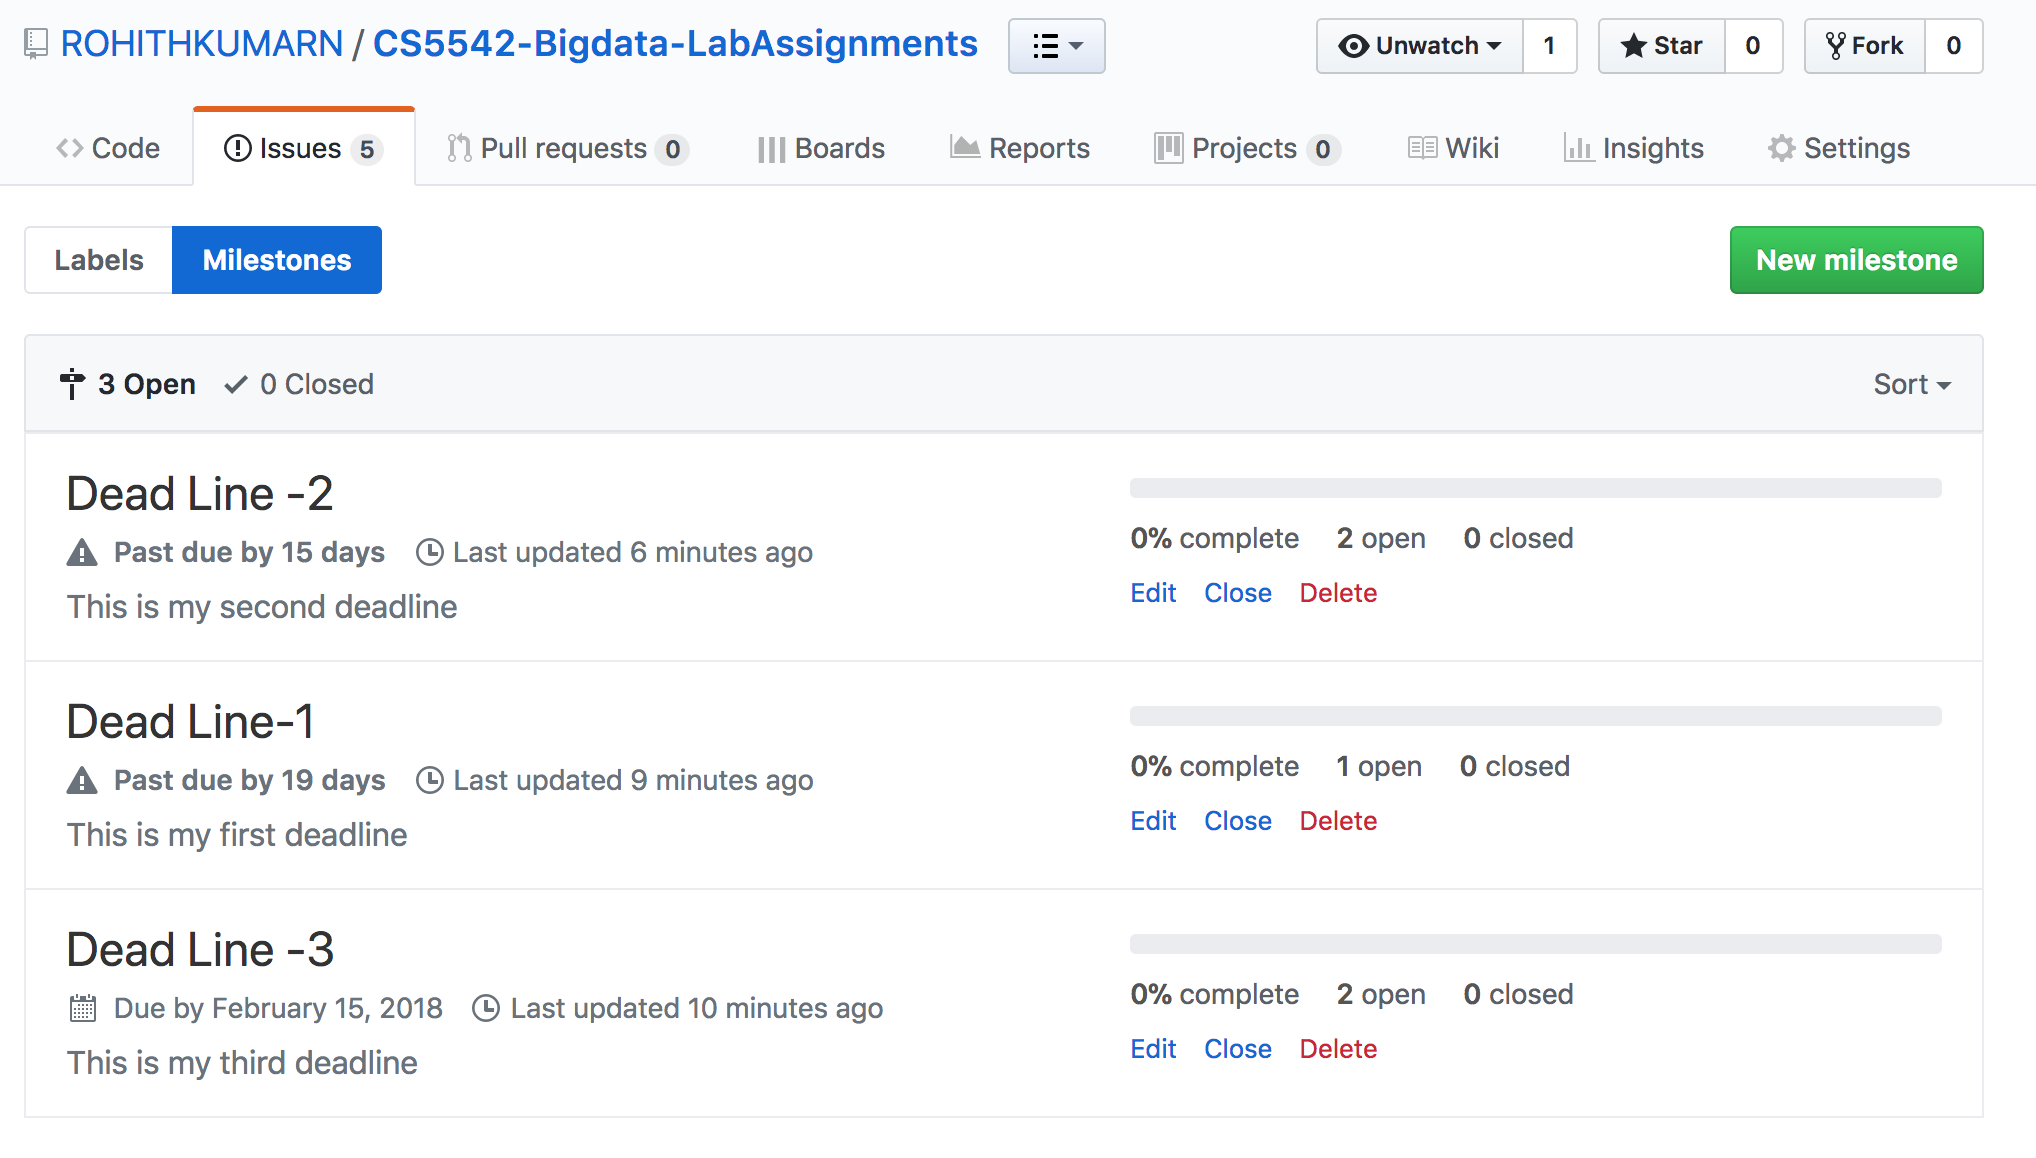 ROHITHKUMARN / CS5542-Bigdata-LabAssignments Unwatch 1 Star 0 Fork 0
Code Issues 5 Pull requests 0 Boards Reports Projects 0 Wiki Insights Settings
Labels Milestones New milestone
3 Open 0 Closed Sort
Dead Line -2
Past due by 15 days Last updated 6 minutes ago
This is my second deadline
0% complete 2 open 0 closed
Edit Close Delete
Dead Line-1
Past due by 19 days Last updated 9 minutes ago
This is my first deadline
0% complete 1 open 0 closed
Edit Close Delete
Dead Line -3
Due by February 15, 2018 Last updated 10 minutes ago
This is my third deadline
0% complete 2 open 0 closed
Edit Close Delete